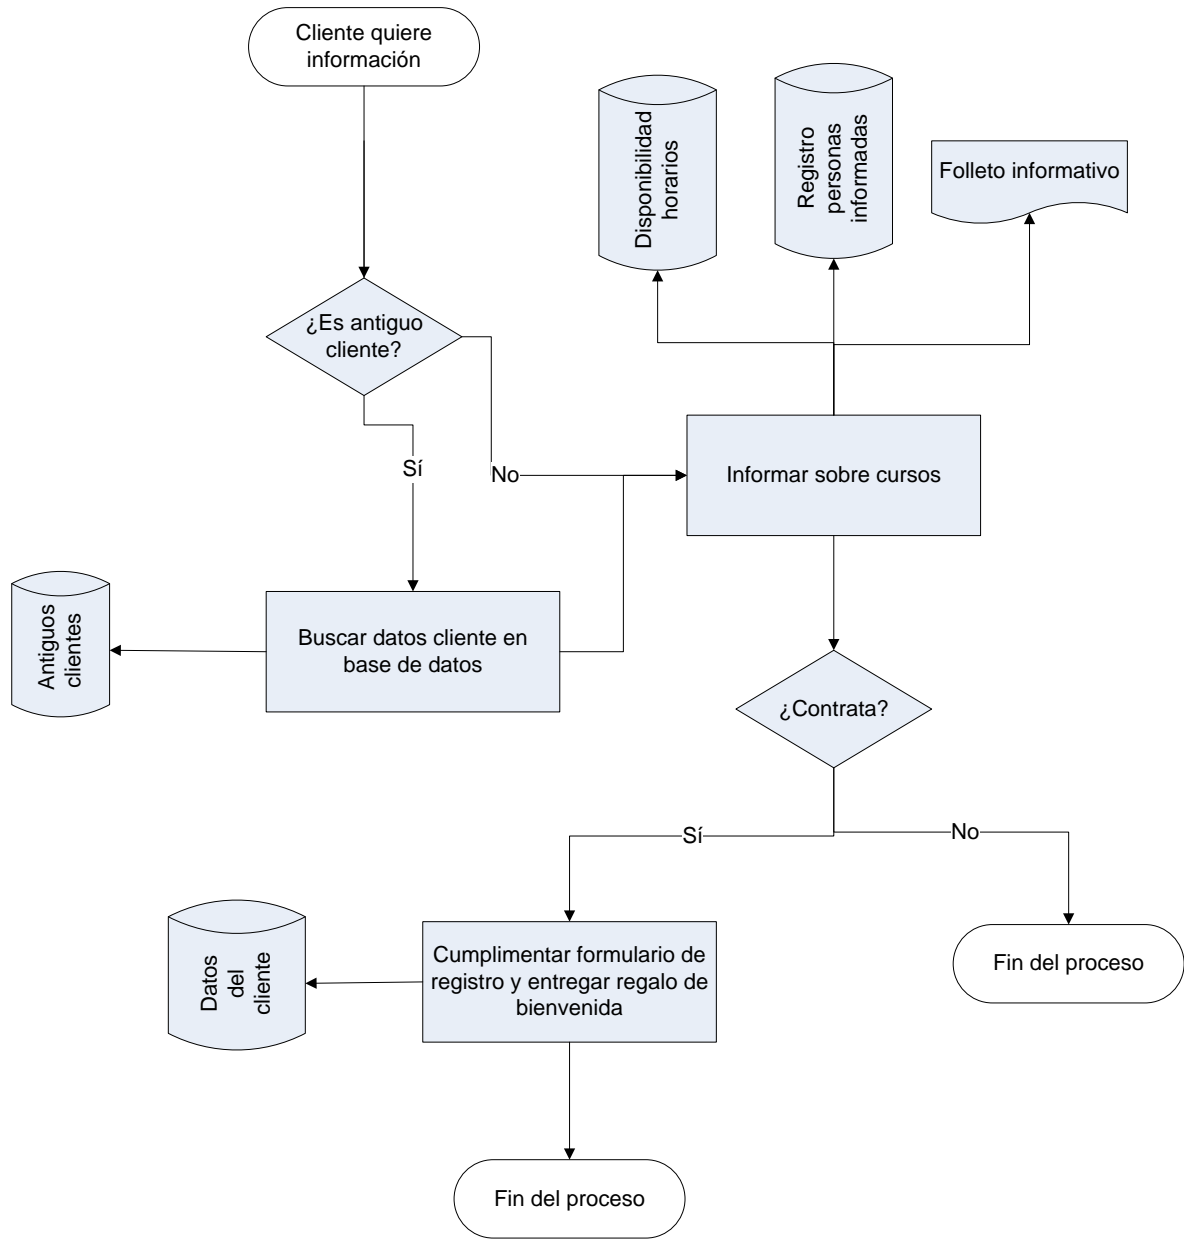 Cliente quiere
información
Disponibilidad
horarios
Registro
personas
informadas
Folleto informativo
¿Es antiguo
cliente?
Sí
No
Informar sobre cursos
Antiguos
clientes
Buscar datos cliente en
base de datos
¿Contrata?
Sí
No
Datos
del
cliente
Cumplimentar formulario de
registro y entregar regalo de
bienvenida
Fin del proceso
Fin del proceso